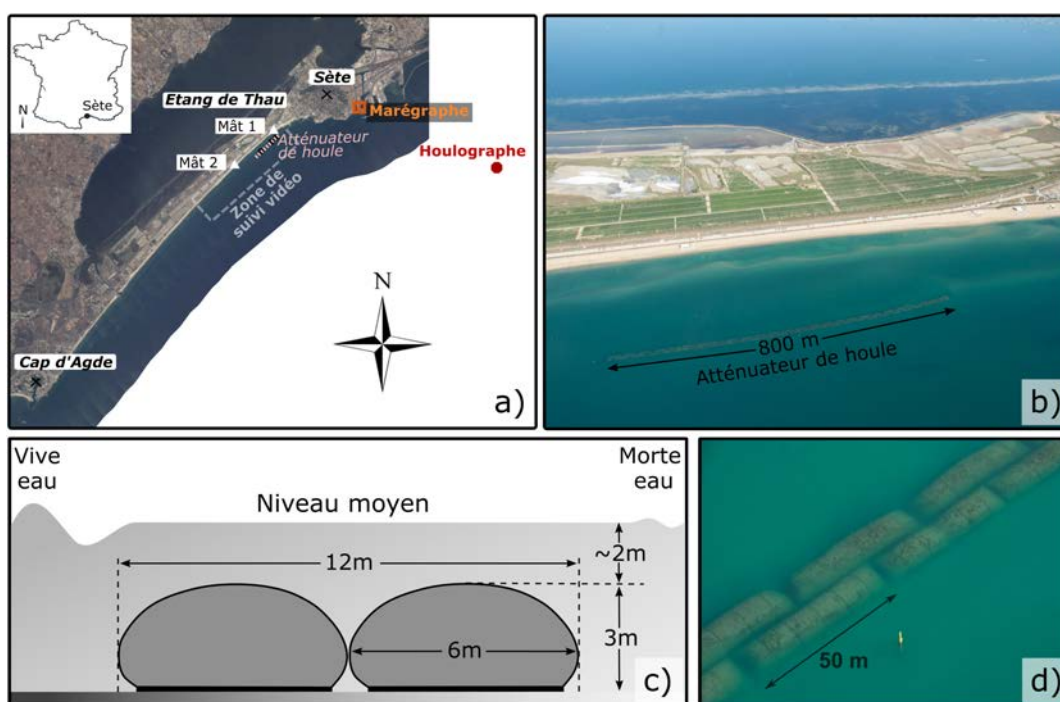 N
Sète
Sète
Etang de Thau
Marégraphe
Mât 1
Atténuateur
de houle
Mât 2
Houlographe
Zone de
suivi vidéo
N
Cap d'Agde
a)
800 m
Atténuateur de houle
b)
Vive
eau
Morte
eau
Niveau moyen
12m
~2m
6m
3m
c)
50 m
d)